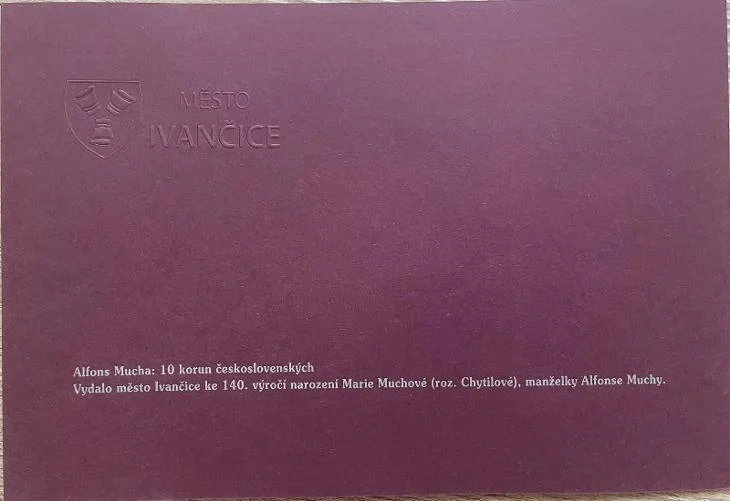 MĚSTO
IVANČICE
Alfons Mucha: 10 korun československých
Vydalo město Ivančice ke 140. výročí narození Marie Muchové (roz. Chytilové), manželky Alfonse Muchy.